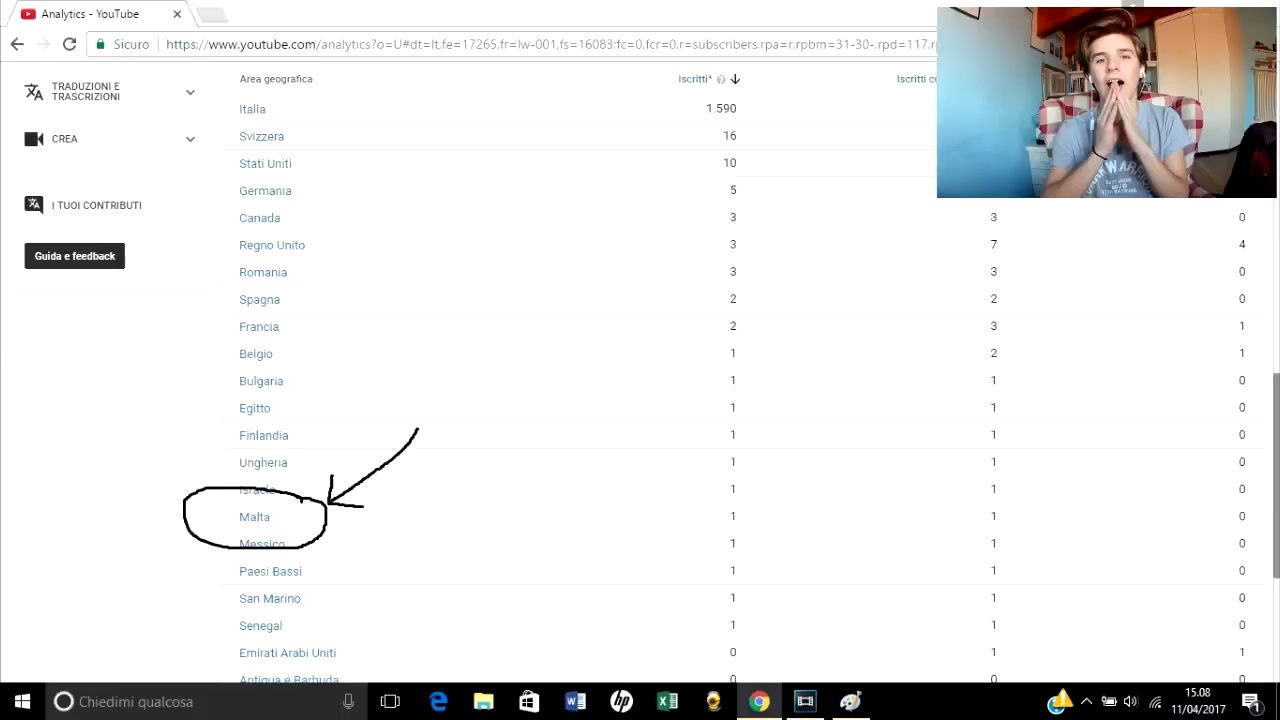 Analytics - YouTube
Sicuro https://www.youtube.com/analytics?o=U#dt=lt,fe=17265,fr=lw-001,fs=16083;fc=0,fcr=0,r=subscribers,rpa=r,rpbm=31-30-,rpd=117,rp
TRADUZIONI E
TRASCRIZIONI
CREA
I TUOI CONTRIBUTI
Guida e feedback
Area geografica Iscritti*
Italia 1.590
Svizzera 16
Stati Uniti 10
Germania 5
Canada 3 3 0
Regno Unito 3 7 4
Romania 3 3 0
Spagna 2 2 0
Francia 2 3 1
Belgio 1 2 1
Bulgaria 1 1 0
Egitto 1 1 0
Finlandia 1 1 0
Ungheria 1 1 0
Israele 1 1 0
Malta 1 1 0
Messico 1 1 0
Paesi Bassi 1 1 0
San Marino 1 1 0
Senegal 1 1 0
Emirati Arabi Uniti 0 1 1
Antigua e Barbuda 0 0 0
Chiedimi qualcosa
15.08
11/04/2017